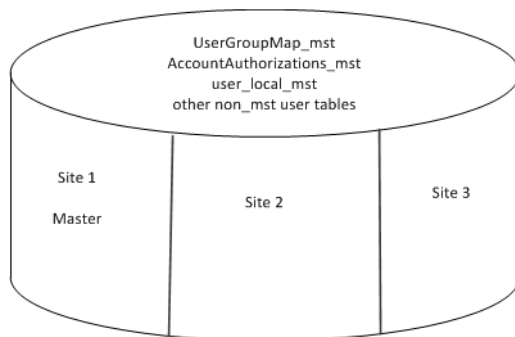 UserGroupMap_mst
AccountAuthorizations_mst
user_local_mst
other non_mst user tables
Site 1
Master
Site 2
Site 3